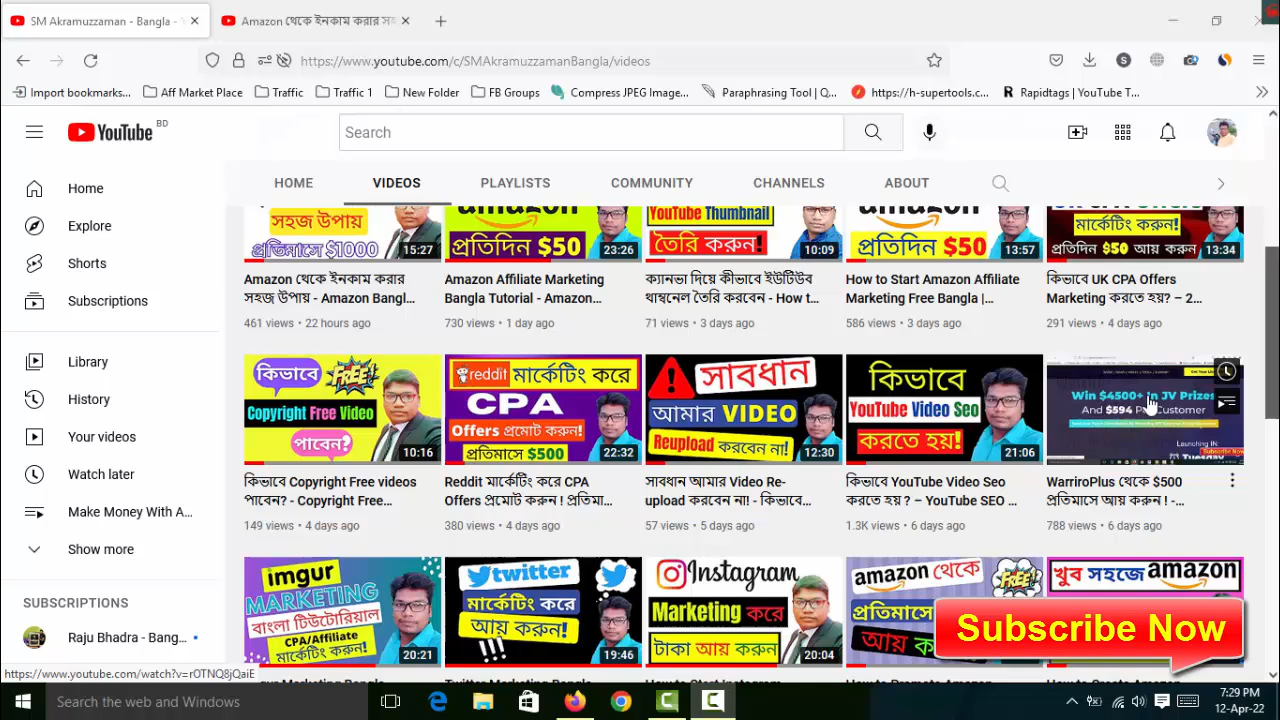 SM Akramuzzaman - Bangla -
Amazon থেকে ইনকাম করার সহ
https://www.youtube.com/c/SMAkramuzzamanBangla/videos
Import bookmarks...
Aff Market Place
Traffic
Traffic 1
New Folder
FB Groups
Compress JPEG Image...
Paraphrasing Tool | Q...
https://h-supertools.c...
Rapidtags | YouTube T...
YouTube BD
Search
HOME
VIDEOS
PLAYLISTS
COMMUNITY
CHANNELS
ABOUT
Home
Explore
Shorts
Subscriptions
Library
History
Your videos
Watch later
Make Money With A...
Show more
SUBSCRIPTIONS
Raju Bhadra - Bang...
সহজ উপায়
প্রতিমাসে $1000
15:27
amazon
প্রতিদিন $50
23:26
YouTube Thumbnail
তৈরি করুন!
10:09
amazon
প্রতিদিন $50
13:57
মার্কেটিং করুন!
প্রতিদিন $50 আয় করুন
13:34
Amazon থেকে ইনকাম করার
সহজ উপায় - Amazon Bangl...
461 views • 22 hours ago
Amazon Affiliate Marketing
Bangla Tutorial - Amazon...
730 views • 1 day ago
ক্যানভা দিয়ে কীভাবে ইউটিউব
থাম্বনেল তৈরি করবেন - How t...
71 views • 3 days ago
How to Start Amazon Affiliate
Marketing Free Bangla |...
586 views • 3 days ago
কিভাবে UK CPA Offers
Marketing করতে হয়? – 2...
291 views • 4 days ago
কিভাবে
FREE!
Copyright Free Video
পাবেন?
10:16
reddit মার্কেটিং করে
CPA
Offers প্রমোট করুন!
প্রতিমাসে $500
22:32
সাবধান
আমার VIDEO
Reupload করবেন না!
12:30
কিভাবে
YouTube Video Seo
করতে হয়!
21:06
Win $4500+ in JV Prizes
And $594 P Customer
Launching IN:
Tuesday
Subscribe Now
কিভাবে Copyright Free videos
পাবেন? - Copyright Free...
149 views • 4 days ago
Reddit মার্কেটিং করে CPA
Offers প্রমোট করুন ! প্রতিমা...
380 views • 4 days ago
সাবধান আমার Video Re-
upload করবেন না! - কিভাবে...
57 views • 5 days ago
কিভাবে YouTube Video Seo
করতে হয় ? – YouTube SEO ...
1.3K views • 6 days ago
WarriroPlus থেকে $500
প্রতিমাসে আয় করুন ! -...
788 views • 6 days ago
imgur
MARKETING
বাংলা টিউটোরিয়াল
CPA/Affiliate
মার্কেটিং করুন!
20:21
twitter
মার্কেটিং করে
আয় করুন!
!!!
19:46
Instagram
Marketing করে
টাকা আয় করুন
20:04
amazon থেকে
FREE!
প্রতিমাসে
আয় ক
খুব সহজে amazon
Subscribe Now
https://www.youtube.com/watch?v=rOTNQ8jQAiE
Search the web and Windows
7:29 PM
12-Apr-22